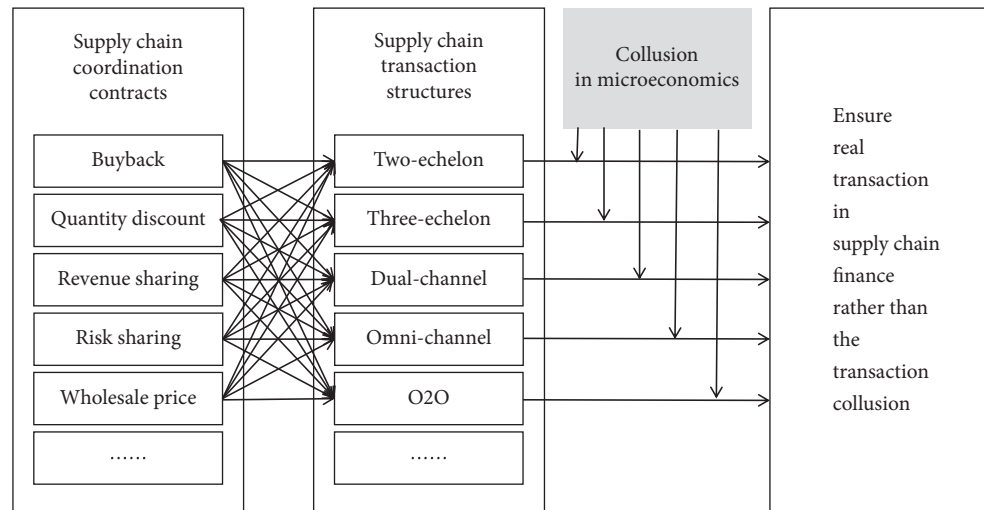 Supply chain
coordination
contracts
Buyback
Quantity discount
Revenue sharing
Risk sharing
Wholesale price
......
Supply chain
transaction
structures
Two-echelon
Three-echelon
Dual-channel
Omni-channel
O2O
......
Collusion
in microeconomics
Ensure
real
transaction
in
supply chain
finance
rather than
the
transaction
collusion